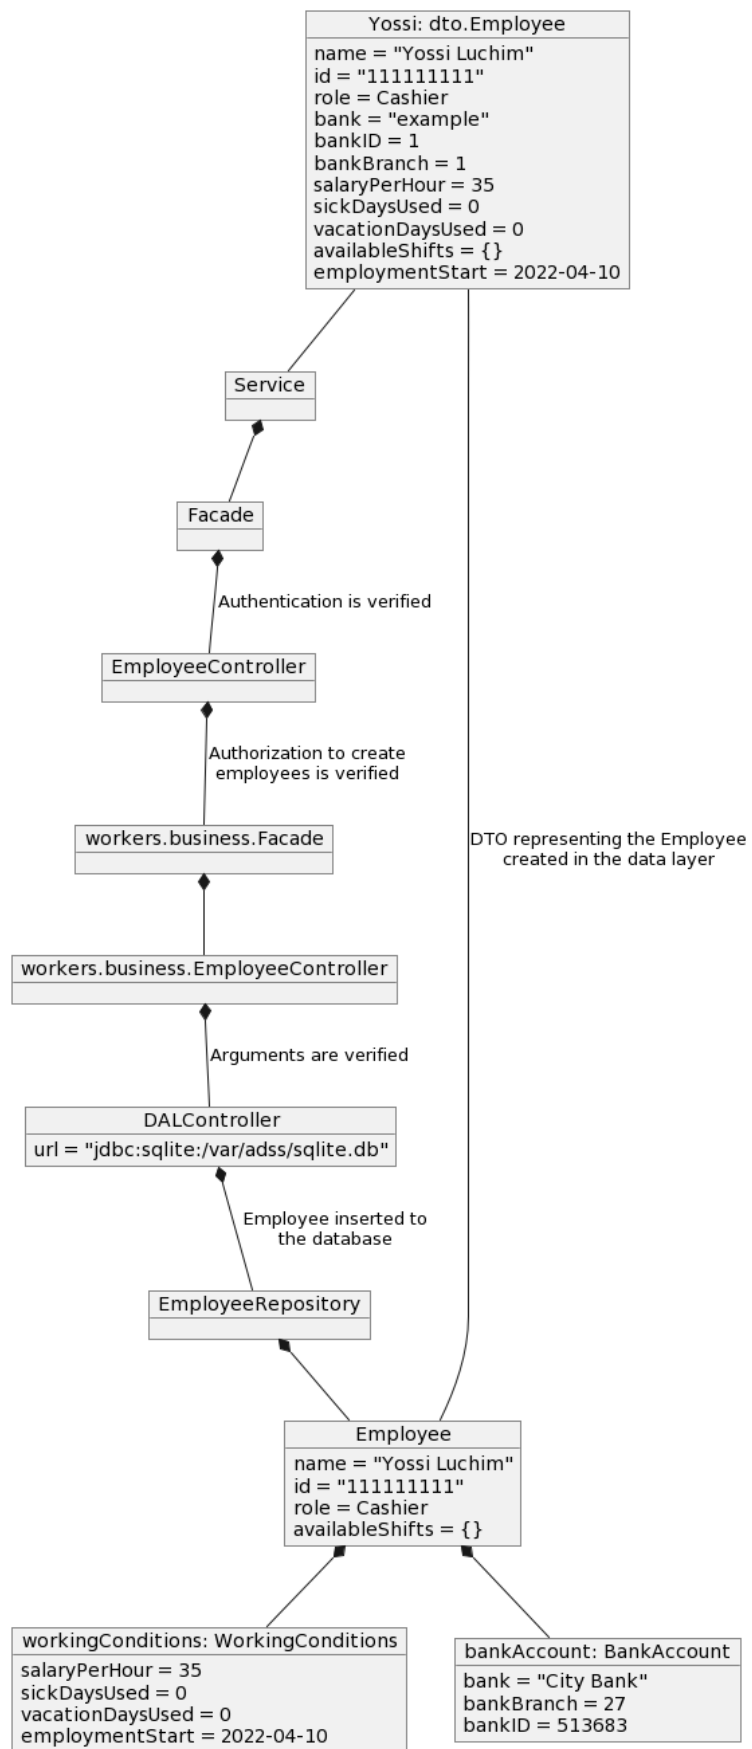 Yossi: dto.Employee
name = "Yossi Luchim"
id = "111111111"
role = Cashier
bank = "example"
bankID = 1
bankBranch = 1
salaryPerHour = 35
sickDaysUsed = 0
vacationDaysUsed = 0
availableShifts = {}
employmentStart = 2022-04-10
Service
Facade
Authentication is verified
EmployeeController
Authorization to create
employees is verified
workers.business.Facade
DTO representing the Employee
created in the data layer
workers.business.EmployeeController
Arguments are verified
DALController
url = "jdbc:sqlite:/var/adss/sqlite.db"
Employee inserted to
the database
EmployeeRepository
Employee
name = "Yossi Luchim"
id = "111111111"
role = Cashier
availableShifts = {}
workingConditions: WorkingConditions
salaryPerHour = 35
sickDaysUsed = 0
vacationDaysUsed = 0
employmentStart = 2022-04-10
bankAccount: BankAccount
bank = "City Bank"
bankBranch = 27
bankID = 513683